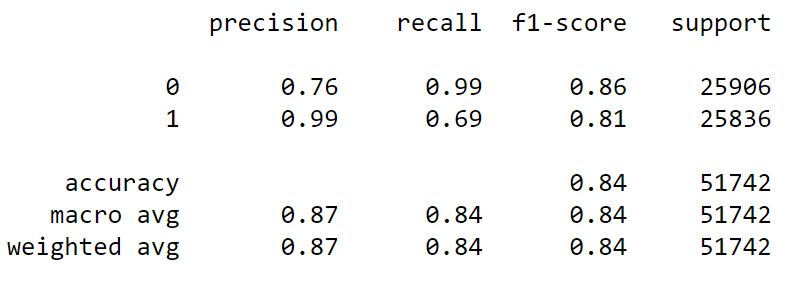 precision recall f1-score support
0 0.76 0.99 0.86 25906
1 0.99 0.69 0.81 25836
accuracy 0.84 51742
macro avg 0.87 0.84 0.84 51742
weighted avg 0.87 0.84 0.84 51742